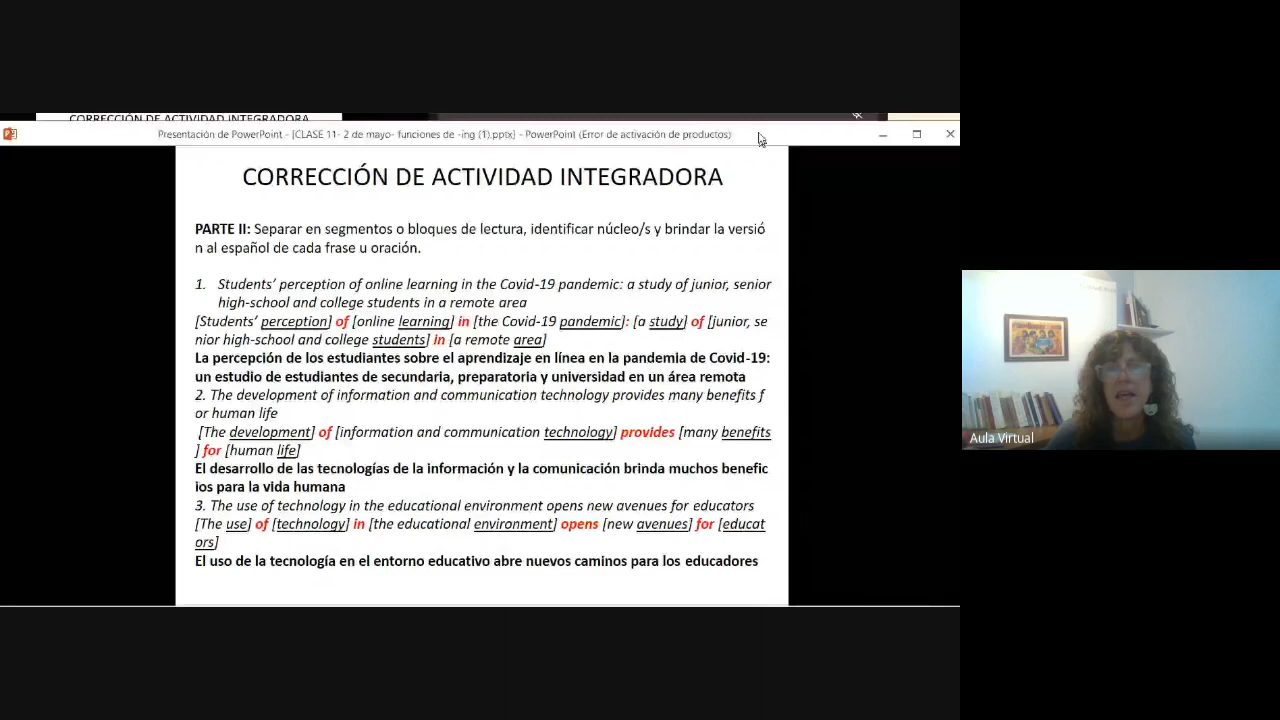 CORRECCIÓN DE ACTIVIDAD INTEGRADORA
Presentación de PowerPoint - [CLASE 11- 2 de mayo- funciones de -ing (1).pptx] - PowerPoint (Error de activación de productos)
CORRECCIÓN DE ACTIVIDAD INTEGRADORA
PARTE II: Separar en segmentos o bloques de lectura, identificar núcleo/s y brindar la versió
n al español de cada frase u oración.
1. Students’ perception of online learning in the Covid-19 pandemic: a study of junior, senior
high-school and college students in a remote area
[Students’ perception] of [online learning] in [the Covid-19 pandemic]: [a study] of [junior, se
nior high-school and college students] in [a remote area]
La percepción de los estudiantes sobre el aprendizaje en línea en la pandemia de Covid-19:
un estudio de estudiantes de secundaria, preparatoria y universidad en un área remota
2. The development of information and communication technology provides many benefits f
or human life
[The development] of [information and communication technology] provides [many benefits
] for [human life]
El desarrollo de las tecnologías de la información y la comunicación brinda muchos benefic
ios para la vida humana
3. The use of technology in the educational environment opens new avenues for educators
[The use] of [technology] in [the educational environment] opens [new avenues] for [educat
ors]
El uso de la tecnología en el entorno educativo abre nuevos caminos para los educadores
Aula Virtual